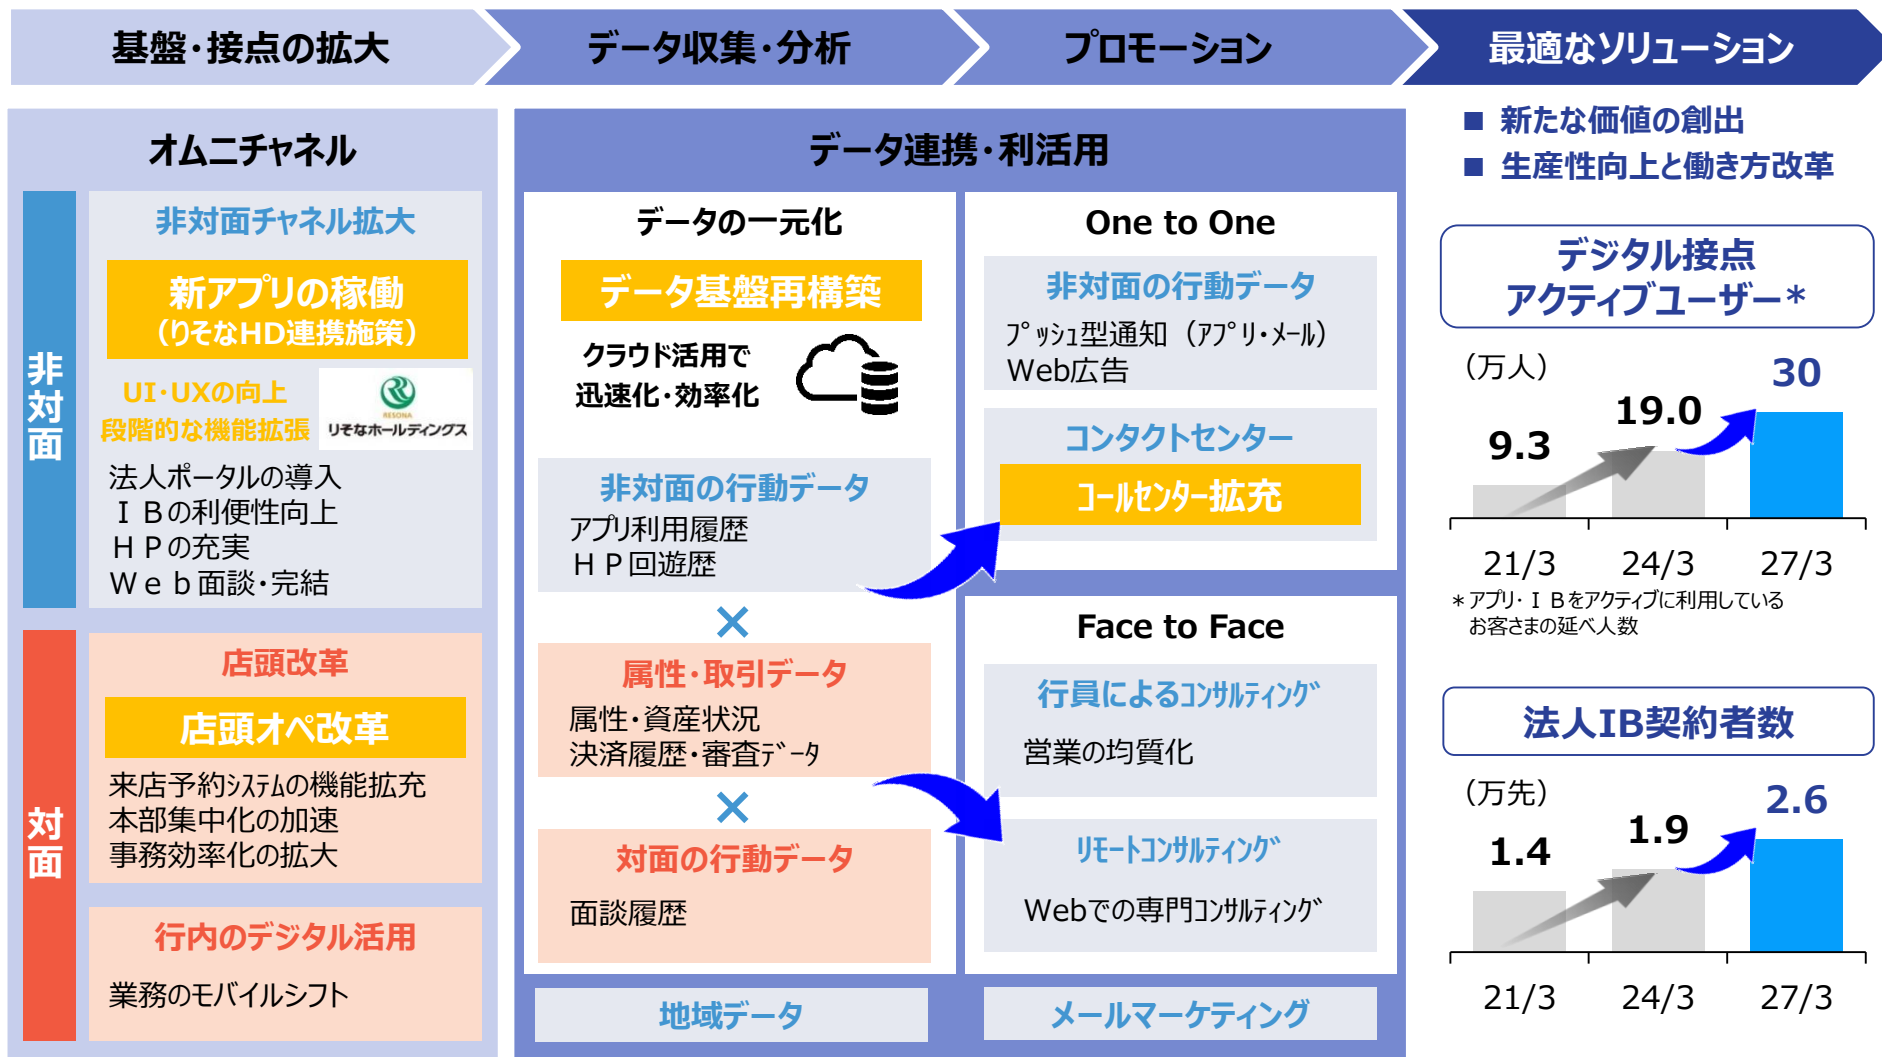 基盤・接点の拡大
データ収集・分析
プロモーション
最適なソリューション
オムニチャネル
非対面
非対面チャネル拡大
新アプリの稼働
（りそなHD連携施策）
UI・UXの向上
段階的な機能拡張
RESONA
りそなホールディングス
法人ポータルの導入
ＩＢの利便性向上
ＨＰの充実
Ｗｅｂ面談・完結
対面
店頭改革
店頭オペ改革
来店予約ｼｽﾃﾑの機能拡充
本部集中化の加速
事務効率化の拡大
行内のデジタル活用
業務のモバイルシフト
データ連携・利活用
データの一元化
データ基盤再構築
クラウド活用で
迅速化・効率化
非対面の行動データ
アプリ利用履歴
ＨＰ回遊歴
×
属性・取引データ
属性・資産状況
決済履歴・審査ﾃﾞｰﾀ
×
対面の行動データ
面談履歴
地域データ
One to One
非対面の行動データ
ﾌﾟｯｼｭ型通知（ｱﾌﾟﾘ・ﾒｰﾙ）
Web広告
コンタクトセンター
ｺｰﾙｾﾝﾀｰ拡充
Face to Face
行員によるｺﾝｻﾙﾃｨﾝｸﾞ
営業の均質化
ﾘﾓｰﾄｺﾝｻﾙﾃｨﾝｸﾞ
Webでの専門ｺﾝｻﾙﾃｨﾝｸﾞ
メールマーケティング
■ 新たな価値の創出
■ 生産性向上と働き方改革
デジタル接点
アクティブユーザー＊
（万人）
9.3
19.0
30
21/3
24/3
27/3
＊アプリ・ＩＢをアクティブに利用している
お客さまの延べ人数
法人IB契約者数
（万先）
1.4
1.9
2.6
21/3
24/3
27/3